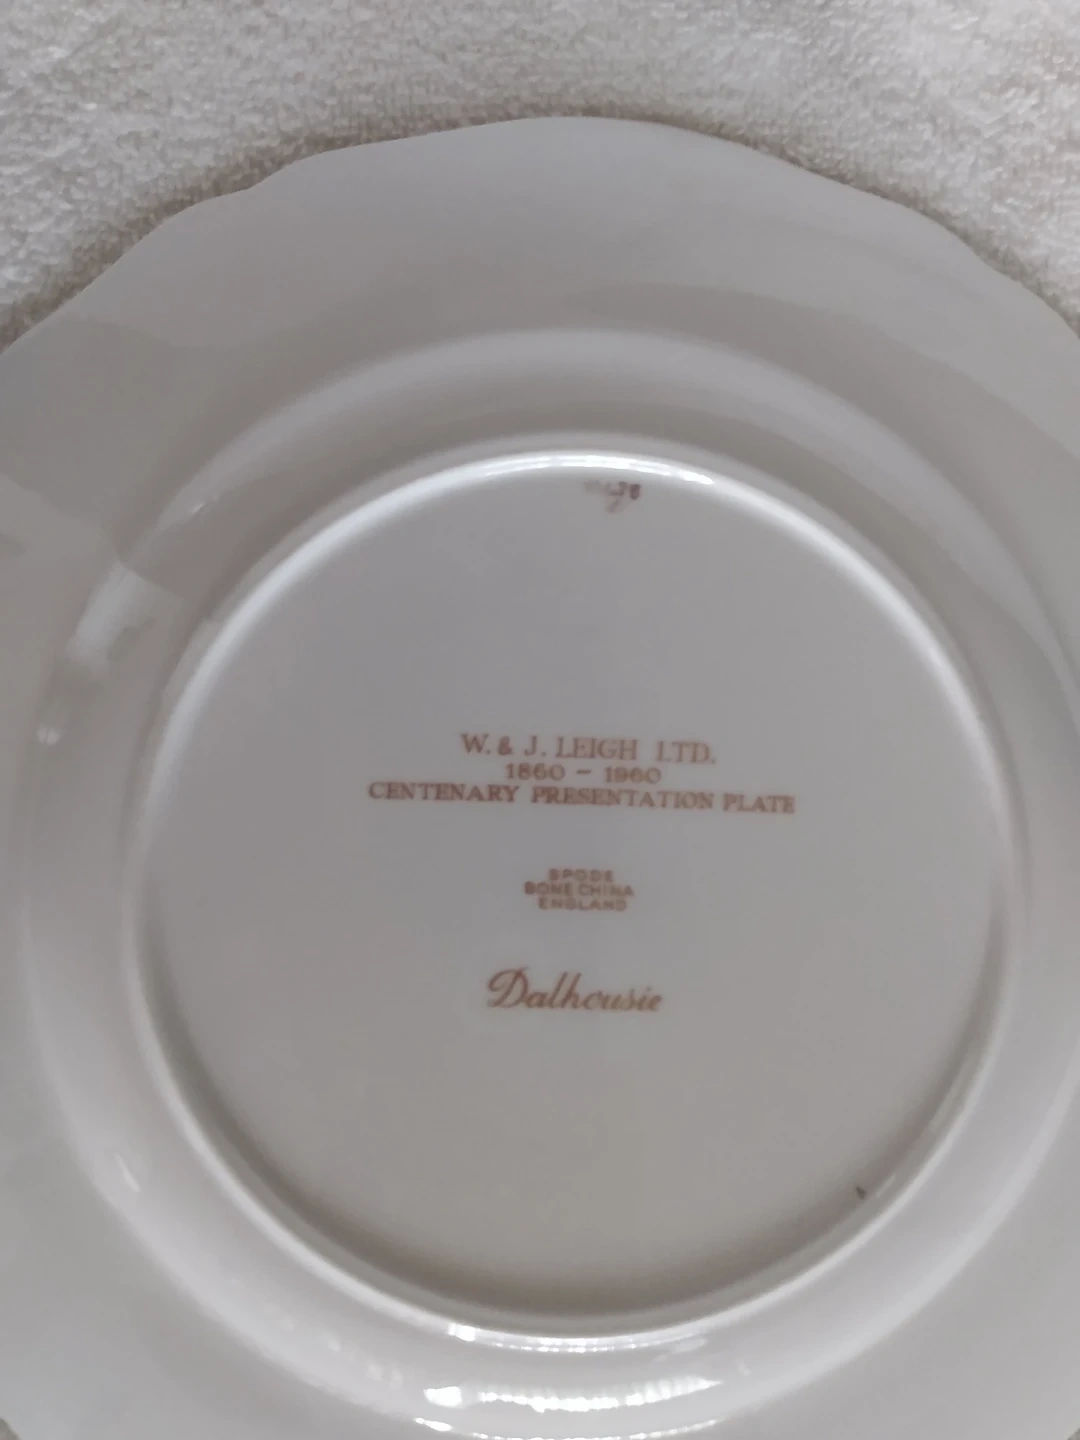 W. & J. LEIGH LTD.
1860 - 1960
CENTENARY PRESENTATION PLATE
SPODE
BONE CHINA
ENGLAND
Dalhousie